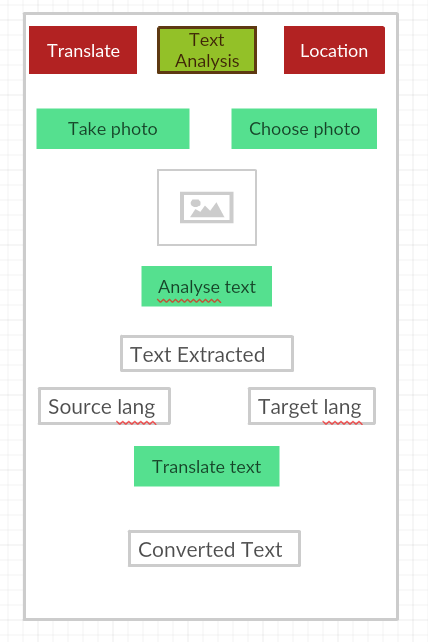 Translate
Text
Analysis
Location
Take photo
Choose photo
Analyse text
Text Extracted
Source lang
Target lang
Translate text
Converted Text